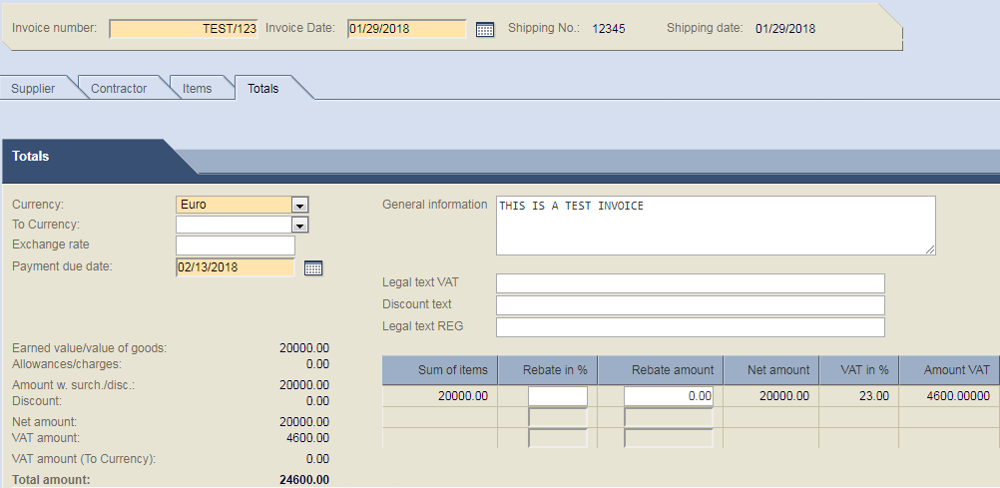 Invoice number: TEST/123 Invoice Date: 01/29/2018 Shipping No.: 12345 Shipping date: 01/29/2018
Supplier Contractor Items Totals
Totals
Currency: Euro
To Currency:
Exchange rate
Payment due date: 02/13/2018
General information THIS IS A TEST INVOICE
Legal text VAT
Discount text
Legal text REG
Earned value/value of goods: 20000.00
Allowances/charges: 0.00
Amount w. surch./disc.: 20000.00
Discount: 0.00
Net amount: 20000.00
VAT amount: 4600.00
VAT amount (To Currency): 0.00
Total amount: 24600.00
Sum of items Rebate in % Rebate amount Net amount VAT in % Amount VAT
20000.00 0.00 20000.00 23.00 4600.00000